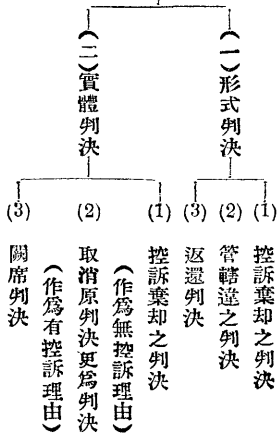 (一)形式判決
(1) 控訴棄却之判決
(2) 管轄違之判決
(3) 返還判決
(二)實體判決
(1) 控訴棄却之判決
(作爲無控訴理由)
(2) 取消原判決更爲判決
(作爲有控訴理由)
(3) 闕席判決